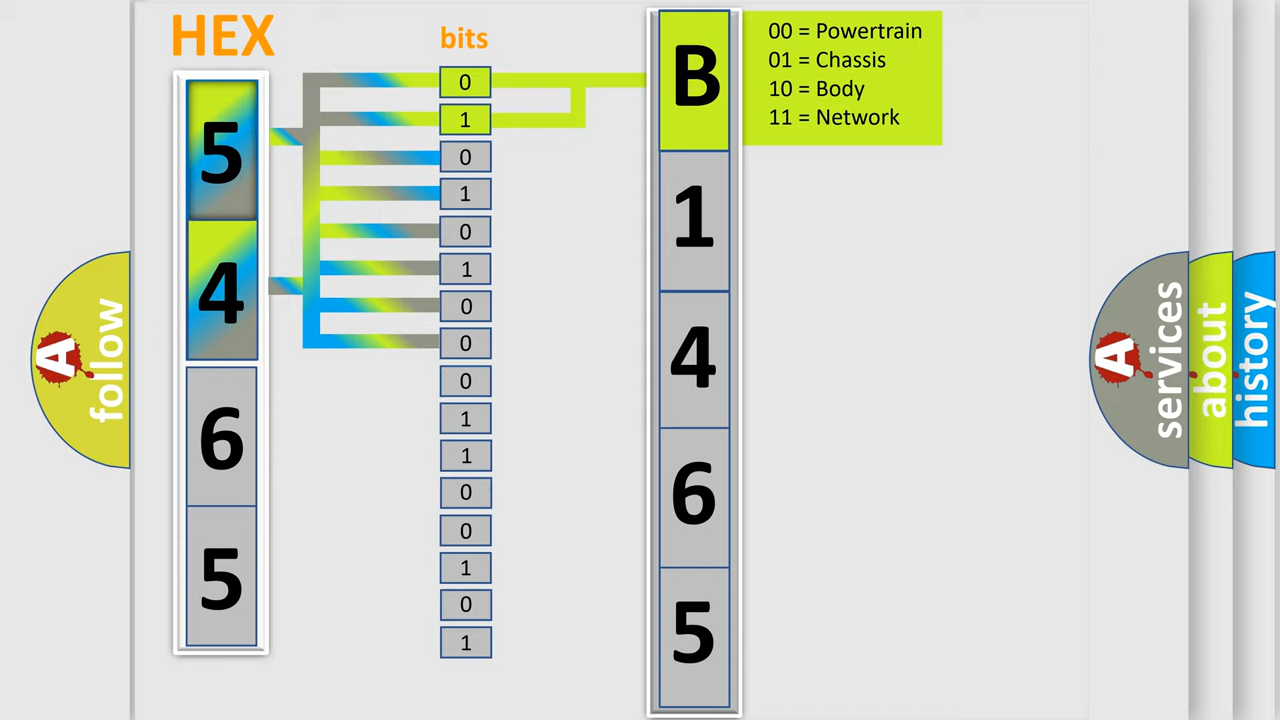 HEX
bits
5
4
6
5
0
1
0
1
0
1
0
0
0
1
1
0
0
1
0
1
B
1
4
6
5
00 = Powertrain
01 = Chassis
10 = Body
11 = Network
A
follow
A
services
about
history